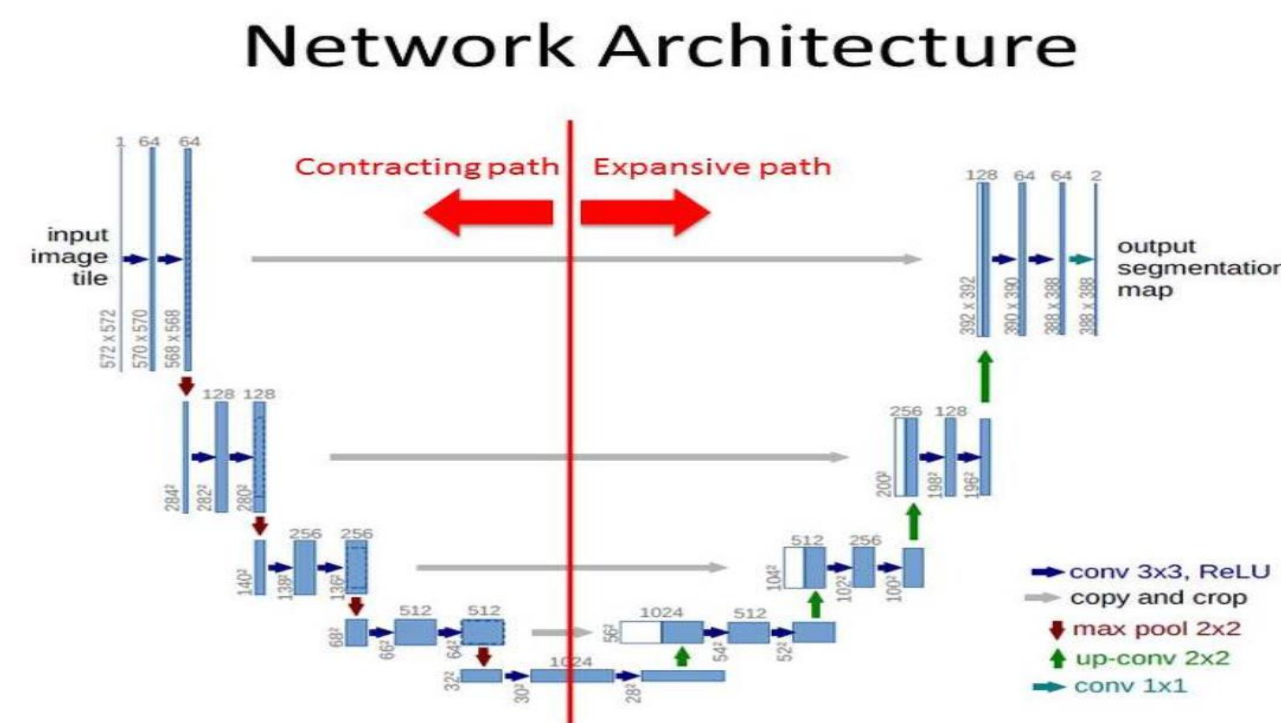 Network Architecture
1 64 64
Contracting path
Expansive path
128 64 64 2
input
image
tile
output
segmentation
map
572 x 572
570 x 570
568 x 568
392 x 392
390 x 390
388 x 388
388 x 388
128 128
256 128
284²
282²
280²
200²
198²
196²
256 256
512 256
140²
138²
136²
104²
102²
100²
512 512
1024 512
68²
66²
64²
56²
54²
52²
1024
32²
30²
28²
conv 3x3, ReLU
copy and crop
max pool 2x2
up-conv 2x2
conv 1x1